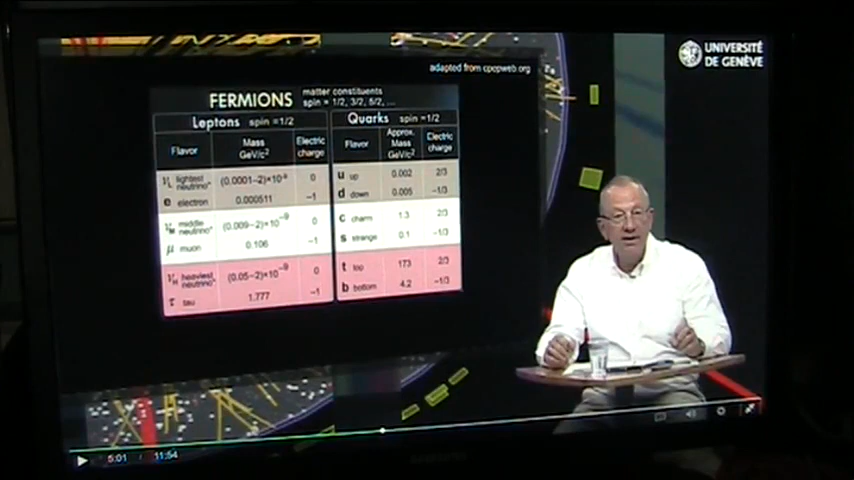 UNIVERSITÉ
DE GENÈVE
adapted from cpepweb.org
FERMIONS
matter constituents
spin = 1/2, 3/2, 5/2, ...
Leptons spin =1/2
Flavor Mass GeV/c² Electric charge
νL lightest neutrino* (0.0001–2)×10⁻⁹ 0
e electron 0.000511 –1
νM middle neutrino* (0.009–2)×10⁻⁹ 0
μ muon 0.106 –1
νH heaviest neutrino* (0.05–2)×10⁻⁹ 0
τ tau 1.777 –1
Quarks spin =1/2
Flavor Approx. Mass GeV/c² Electric charge
u up 0.002 2/3
d down 0.005 –1/3
c charm 1.3 2/3
s strange 0.1 –1/3
t top 173 2/3
b bottom 4.2 –1/3
5:01 / 11:54